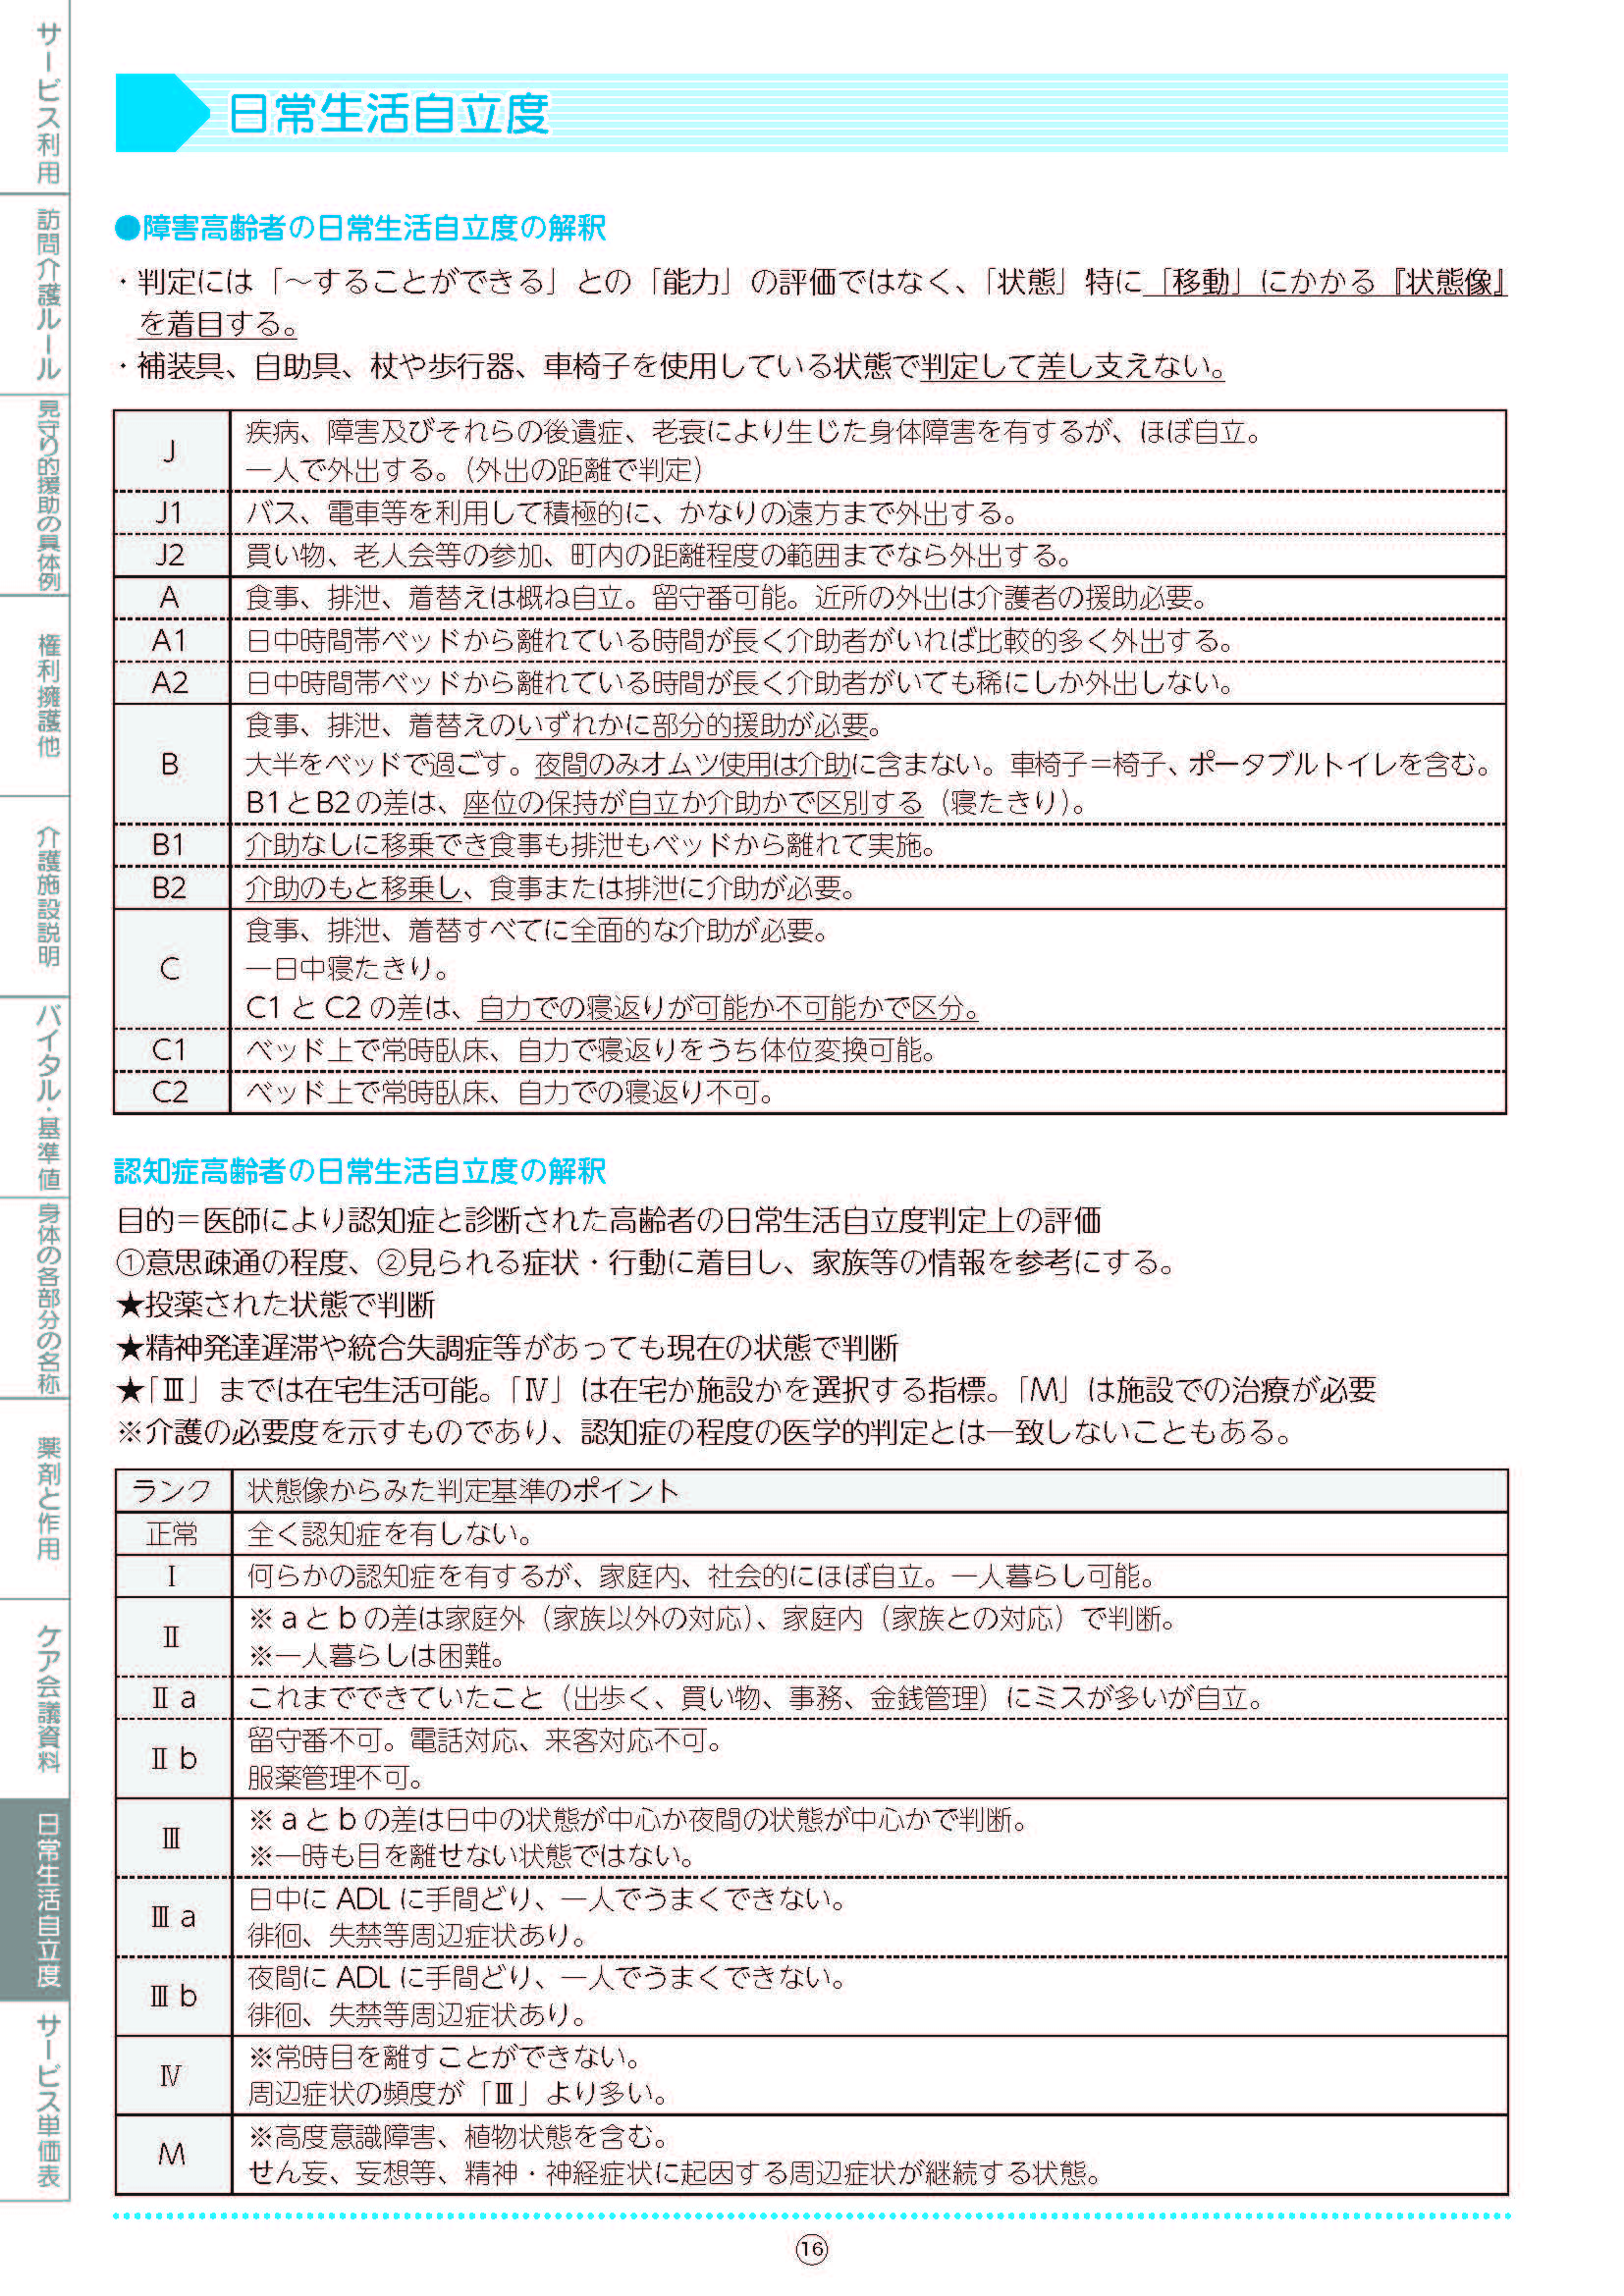 サービス利用
訪問介護ルール
見守り的援助の具体例
権利擁護他
介護施設説明
バイタル・基準値
身体の各部分の名称
薬剤と作用
ケア会議資料
日常生活自立度
サービス単価表
日常生活自立度
●障害高齢者の日常生活自立度の解釈
・判定には「～することができる」との「能力」の評価ではなく、「状態」特に「移動」にかかる『状態像』
を着目する。
・補装具、自助具、杖や歩行器、車椅子を使用している状態で判定して差し支えない。
J
疾病、障害及びそれらの後遺症、老衰により生じた身体障害を有するが、ほぼ自立。
一人で外出する。（外出の距離で判定）
J1 バス、電車等を利用して積極的に、かなりの遠方まで外出する。
J2 買い物、老人会等の参加、町内の距離程度の範囲までなら外出する。
A 食事、排泄、着替えは概ね自立。留守番可能。近所の外出は介護者の援助必要。
A1 日中時間帯ベッドから離れている時間が長く介助者がいれば比較的多く外出する。
A2 日中時間帯ベッドから離れている時間が長く介助者がいても稀にしか外出しない。
B
食事、排泄、着替えのいずれかに部分的援助が必要。
大半をベッドで過ごす。夜間のみオムツ使用は介助に含まない。車椅子＝椅子、ポータブルトイレを含む。
B1とB2の差は、座位の保持が自立か介助かで区別する（寝たきり）。
B1 介助なしに移乗でき食事も排泄もベッドから離れて実施。
B2 介助のもと移乗し、食事または排泄に介助が必要。
C
食事、排泄、着替すべてに全面的な介助が必要。
一日中寝たきり。
C1とC2の差は、自力での寝返りが可能か不可能かで区分。
C1 ベッド上で常時臥床、自力で寝返りをうち体位変換可能。
C2 ベッド上で常時臥床、自力での寝返り不可。
認知症高齢者の日常生活自立度の解釈
目的＝医師により認知症と診断された高齢者の日常生活自立度判定上の評価
①意思疎通の程度、②見られる症状・行動に着目し、家族等の情報を参考にする。
★投薬された状態で判断
★精神発達遅滞や統合失調症等があっても現在の状態で判断
★「Ⅲ」までは在宅生活可能。「Ⅳ」は在宅か施設かを選択する指標。「M」は施設での治療が必要
※介護の必要度を示すものであり、認知症の程度の医学的判定とは一致しないこともある。
ランク 状態像からみた判定基準のポイント
正常 全く認知症を有しない。
Ⅰ 何らかの認知症を有するが、家庭内、社会的にほぼ自立。一人暮らし可能。
Ⅱ
※aとbの差は家庭外（家族以外の対応）、家庭内（家族との対応）で判断。
※一人暮らしは困難。
Ⅱa これまでできていたこと（出歩く、買い物、事務、金銭管理）にミスが多いが自立。
Ⅱb
留守番不可。電話対応、来客対応不可。
服薬管理不可。
Ⅲ
※aとbの差は日中の状態が中心か夜間の状態が中心かで判断。
※一時も目を離せない状態ではない。
Ⅲa
日中にADLに手間どり、一人でうまくできない。
徘徊、失禁等周辺症状あり。
Ⅲb
夜間にADLに手間どり、一人でうまくできない。
徘徊、失禁等周辺症状あり。
Ⅳ
※常時目を離すことができない。
周辺症状の頻度が「Ⅲ」より多い。
M
※高度意識障害、植物状態を含む。
せん妄、妄想等、精神・神経症状に起因する周辺症状が継続する状態。
16